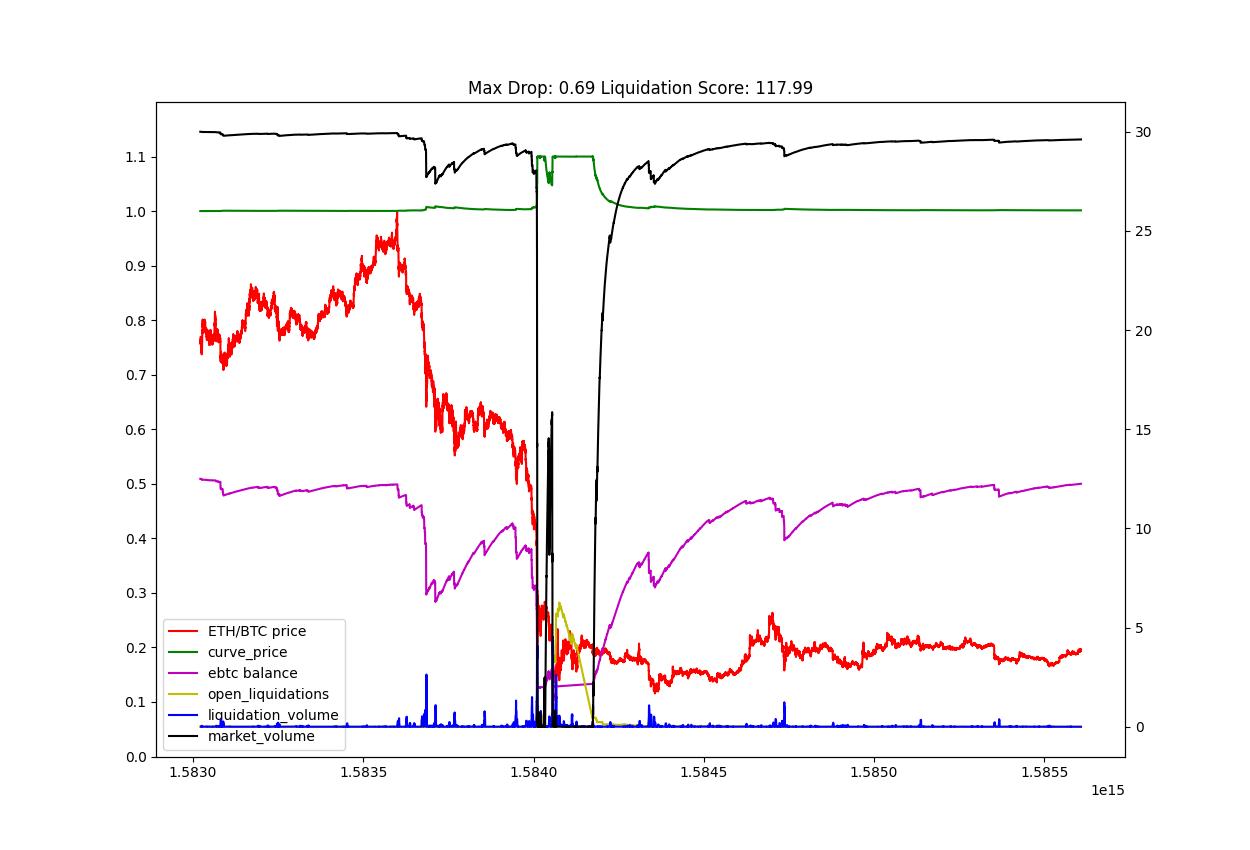 Max Drop: 0.69 Liquidation Score: 117.99
1.1
1.0
0.9
0.8
0.7
0.6
0.5
0.4
0.3
0.2
0.1
0.0
30
25
20
15
10
5
0
ETH/BTC price
curve_price
ebtc balance
open_liquidations
liquidation_volume
market_volume
1.5830 1.5835 1.5840 1.5845 1.5850 1.5855
1e15